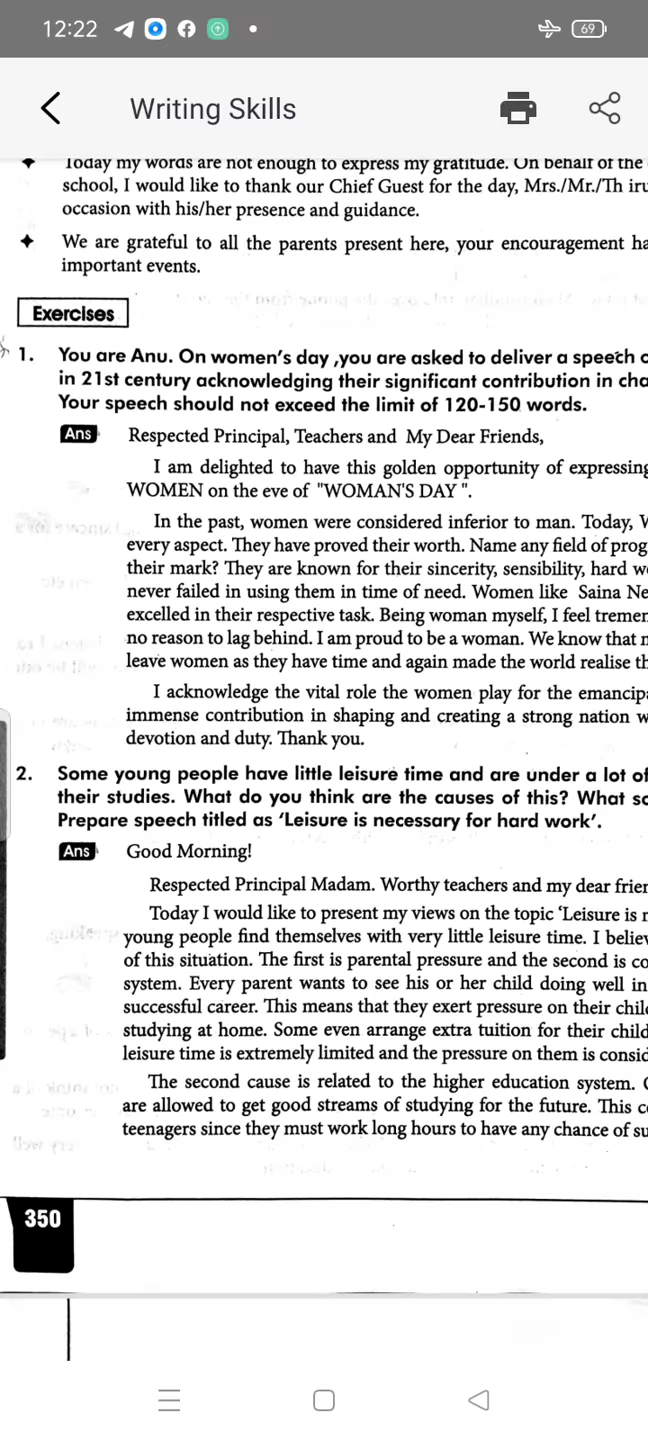 12:22
69
Writing Skills
Today my words are not enough to express my gratitude. On behalf of the
school, I would like to thank our Chief Guest for the day, Mrs./Mr./Th iru
occasion with his/her presence and guidance.
We are grateful to all the parents present here, your encouragement ha
important events.
Exercises
1. You are Anu. On women's day ,you are asked to deliver a speech o
in 21st century acknowledging their significant contribution in cha
Your speech should not exceed the limit of 120-150 words.
Ans Respected Principal, Teachers and My Dear Friends,
I am delighted to have this golden opportunity of expressing
WOMEN on the eve of "WOMAN'S DAY ".
In the past, women were considered inferior to man. Today, W
every aspect. They have proved their worth. Name any field of prog
their mark? They are known for their sincerity, sensibility, hard w
never failed in using them in time of need. Women like Saina Ne
excelled in their respective task. Being woman myself, I feel tremen
no reason to lag behind. I am proud to be a woman. We know that n
leave women as they have time and again made the world realise th
I acknowledge the vital role the women play for the emancipa
immense contribution in shaping and creating a strong nation w
devotion and duty. Thank you.
2. Some young people have little leisure time and are under a lot of
their studies. What do you think are the causes of this? What so
Prepare speech titled as 'Leisure is necessary for hard work'.
Ans Good Morning!
Respected Principal Madam. Worthy teachers and my dear frien
Today I would like to present my views on the topic 'Leisure is n
young people find themselves with very little leisure time. I believ
of this situation. The first is parental pressure and the second is co
system. Every parent wants to see his or her child doing well in
successful career. This means that they exert pressure on their chil
studying at home. Some even arrange extra tuition for their child
leisure time is extremely limited and the pressure on them is consid
The second cause is related to the higher education system.
are allowed to get good streams of studying for the future. This c
teenagers since they must work long hours to have any chance of su
350